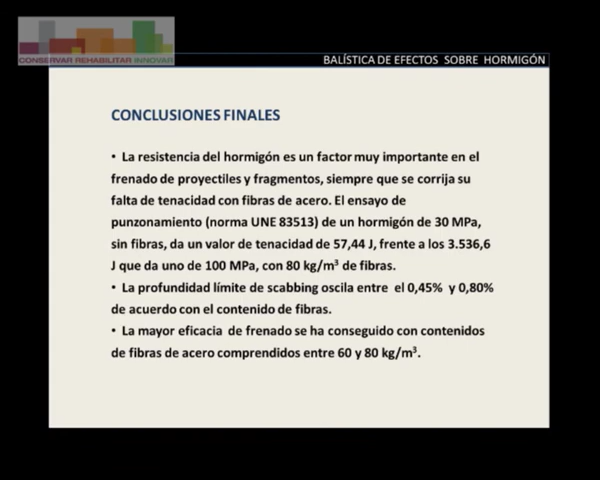 CONSERVAR REHABILITAR INNOVAR
BALÍSTICA DE EFECTOS SOBRE HORMIGÓN
CONCLUSIONES FINALES
• La resistencia del hormigón es un factor muy importante en el
frenado de proyectiles y fragmentos, siempre que se corrija su
falta de tenacidad con fibras de acero. El ensayo de
punzonamiento (norma UNE 83513) de un hormigón de 30 MPa,
sin fibras, da un valor de tenacidad de 57,44 J, frente a los 3.536,6
J que da uno de 100 MPa, con 80 kg/m³ de fibras.
• La profundidad límite de scabbing oscila entre el 0,45% y 0,80%
de acuerdo con el contenido de fibras.
• La mayor eficacia de frenado se ha conseguido con contenidos
de fibras de acero comprendidos entre 60 y 80 kg/m³.